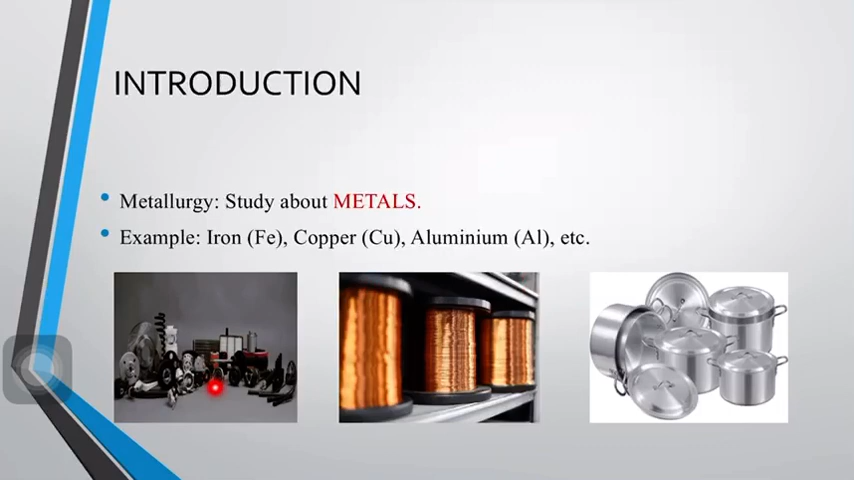 INTRODUCTION
Metallurgy: Study about METALS.
Example: Iron (Fe), Copper (Cu), Aluminium (Al), etc.